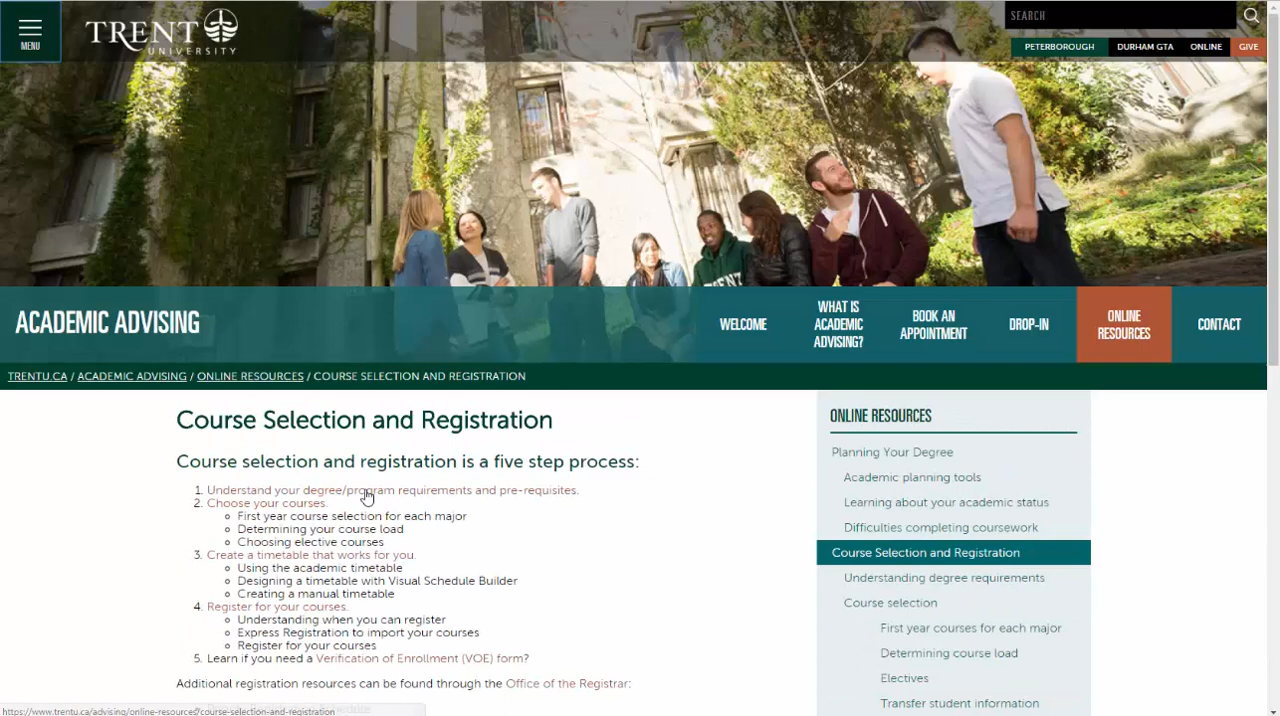 MENU
TRENT
UNIVERSITY
SEARCH
PETERBOROUGH
DURHAM GTA
ONLINE
GIVE
TRENT
ACADEMIC ADVISING
WELCOME
WHAT IS
ACADEMIC
ADVISING?
BOOK AN
APPOINTMENT
DROP-IN
ONLINE
RESOURCES
CONTACT
TRENTU.CA / ACADEMIC ADVISING / ONLINE RESOURCES / COURSE SELECTION AND REGISTRATION
Course Selection and Registration
Course selection and registration is a five step process:
1. Understand your degree/program requirements and pre-requisites.
2. Choose your courses.
First year course selection for each major
Determining your course load
Choosing elective courses
3. Create a timetable that works for you.
Using the academic timetable
Designing a timetable with Visual Schedule Builder
Creating a manual timetable
4. Register for your courses.
Understanding when you can register
Express Registration to import your courses
Register for your courses
5. Learn if you need a Verification of Enrollment (VOE) form?
Additional registration resources can be found through the Office of the Registrar:
ONLINE RESOURCES
Planning Your Degree
Academic planning tools
Learning about your academic status
Difficulties completing coursework
Course Selection and Registration
Understanding degree requirements
Course selection
First year courses for each major
Determining course load
Electives
Transfer student information
https://www.trentu.ca/advising/online-resources/course-selection-and-registration